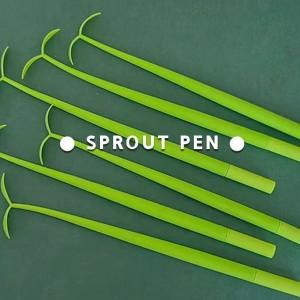 ● SPROUT PEN ●